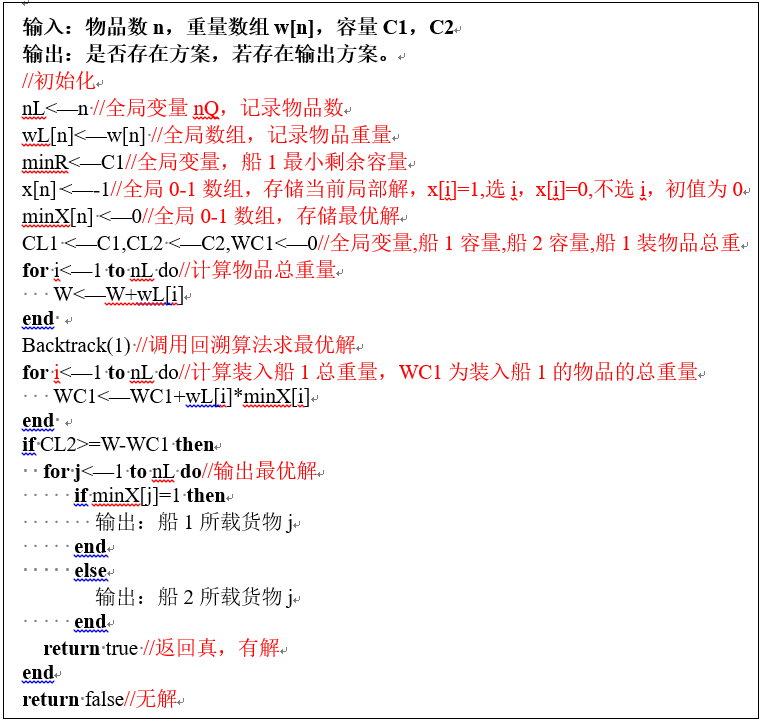 输入：物品数 n，重量数组 w[n]，容量 C1，C2
输出：是否存在方案，若存在输出方案。
//初始化
nL<—n //全局变量 nQ，记录物品数
wL[n]<—w[n] //全局数组，记录物品重量
minR<—C1//全局变量，船 1 最小剩余容量
x[n] <—-1//全局 0-1 数组，存储当前局部解，x[i]=1,选 i，x[i]=0,不选 i，初值为 0
minX[n] <—0//全局 0-1 数组，存储最优解
CL1 <—C1,CL2 <—C2,WC1<—0//全局变量,船 1 容量,船 2 容量,船 1 装物品总重
for i<—1 to nL do//计算物品总重量
W<—W+wL[i]
end
Backtrack(1) //调用回溯算法求最优解
for i<—1 to nL do//计算装入船 1 总重量，WC1 为装入船 1 的物品的总重量
WC1<—WC1+wL[i]*minX[i]
end
if CL2>=W-WC1 then
for j<—1 to nL do//输出最优解
if minX[j]=1 then
输出：船 1 所载货物 j
end
else
输出：船 2 所载货物 j
end
return true //返回真，有解
end
return false//无解